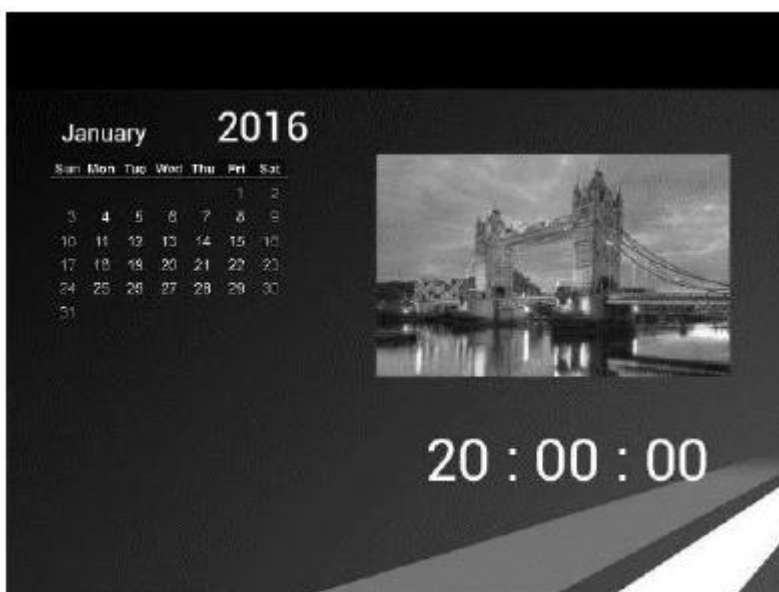 January 2016
Sun Mon Tue Wed Thu Fri Sat
1 2
3 4 5 6 7 8 9
10 11 12 13 14 15 16
17 18 19 20 21 22 23
24 25 26 27 28 29 30
31
20 : 00 : 00